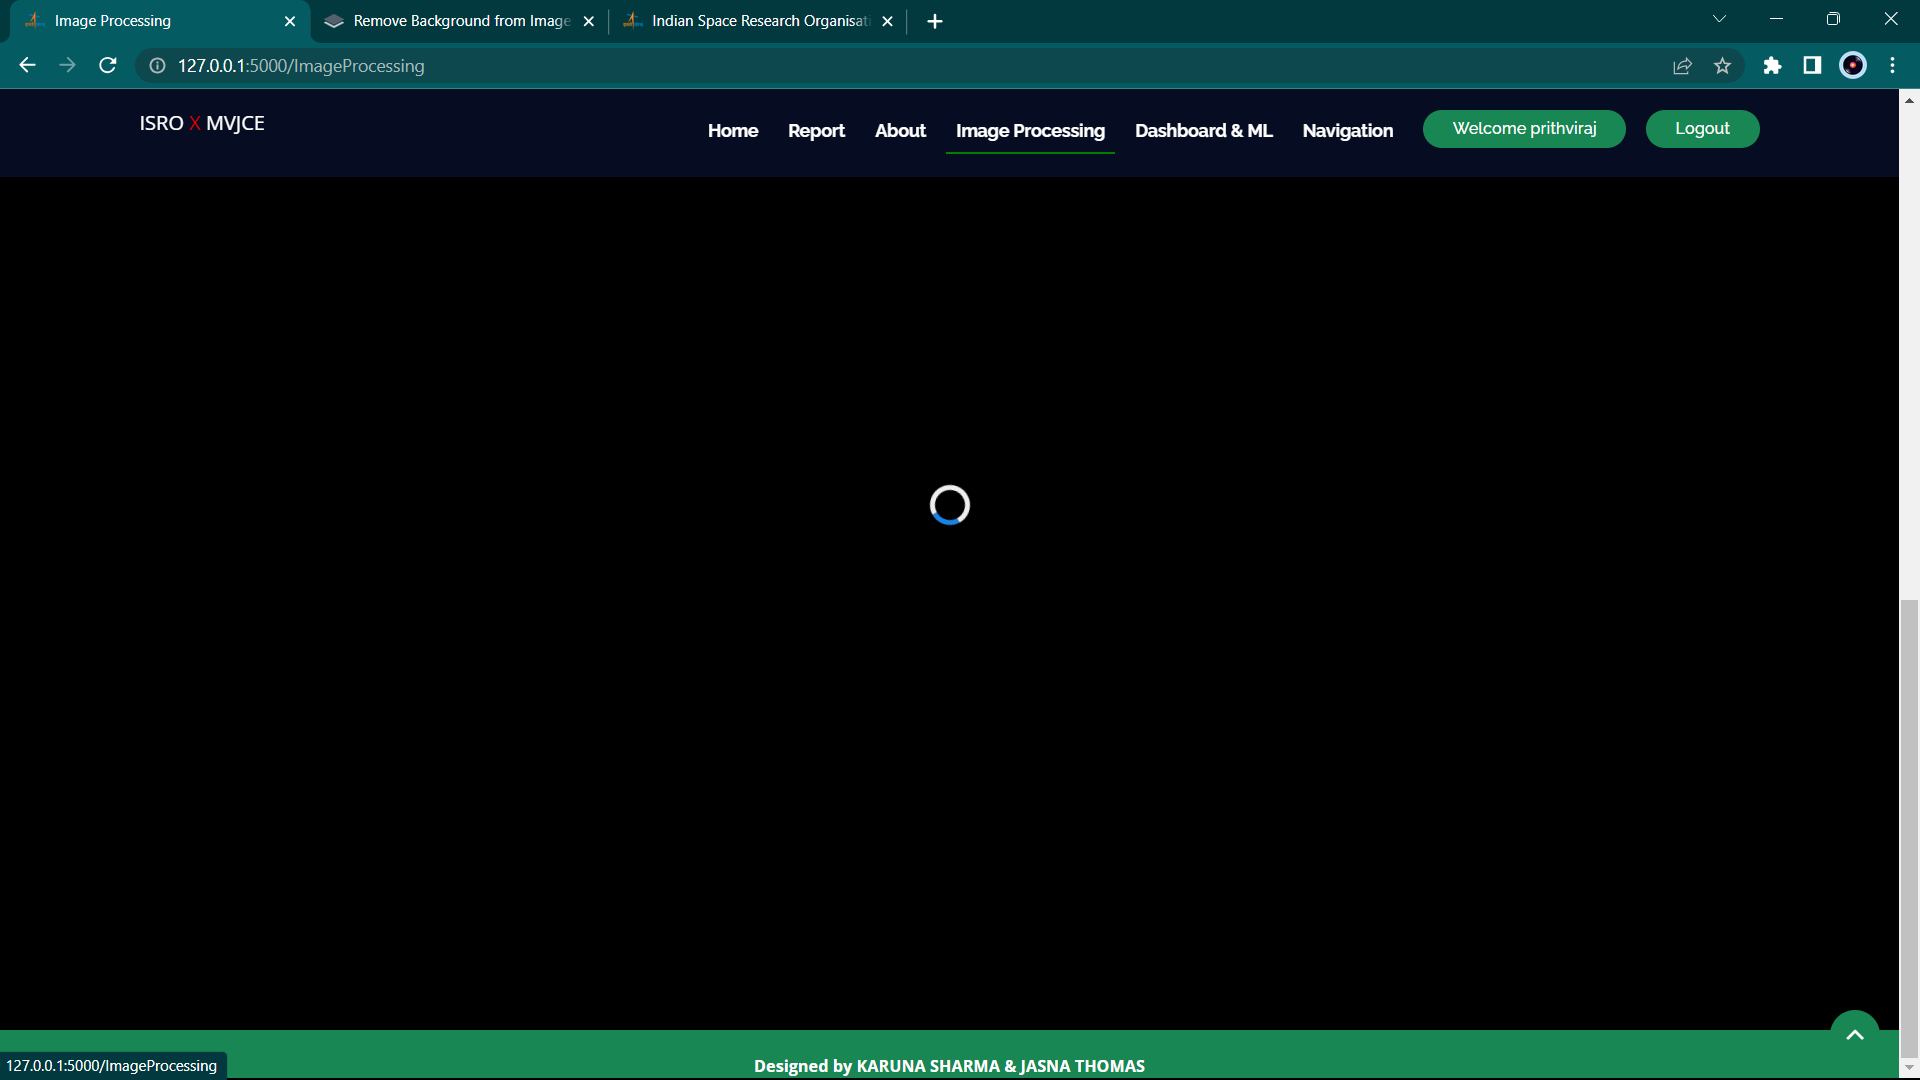 Image Processing
Remove Background from Image
Indian Space Research Organisati
127.0.0.1:5000/ImageProcessing
ISRO X MVJCE
Home Report About Image Processing Dashboard & ML Navigation Welcome prithviraj Logout
Designed by KARUNA SHARMA & JASNA THOMAS
127.0.0.1:5000/ImageProcessing